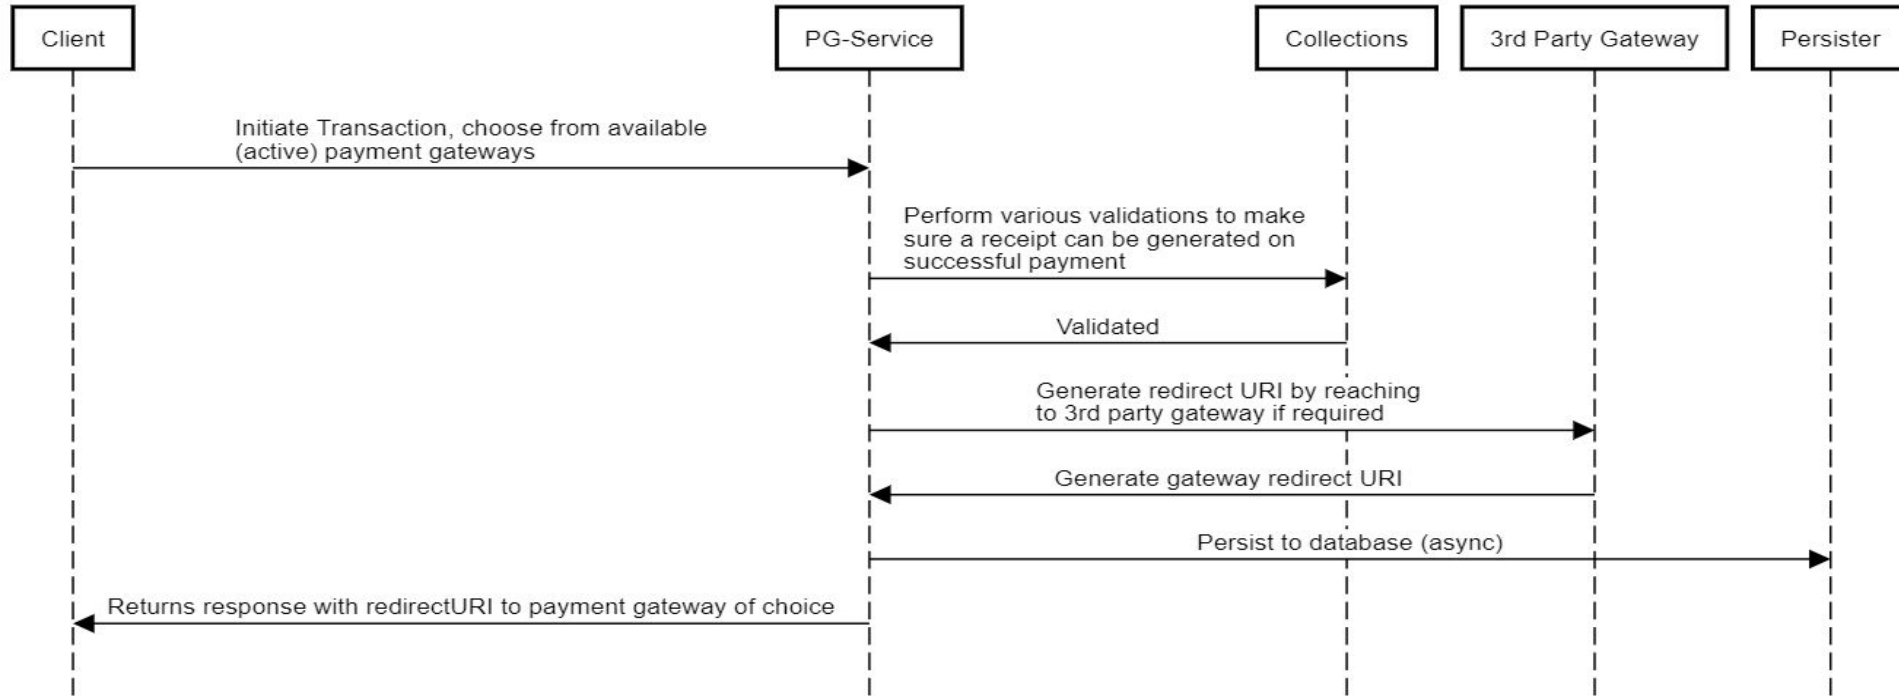 Client
PG-Service
Collections
3rd Party Gateway
Persister
Initiate Transaction, choose from available
(active) payment gateways
Perform various validations to make
sure a receipt can be generated on
successful payment
Validated
Generate redirect URI by reaching
to 3rd party gateway if required
Generate gateway redirect URI
Persist to database (async)
Returns response with redirectURI to payment gateway of choice